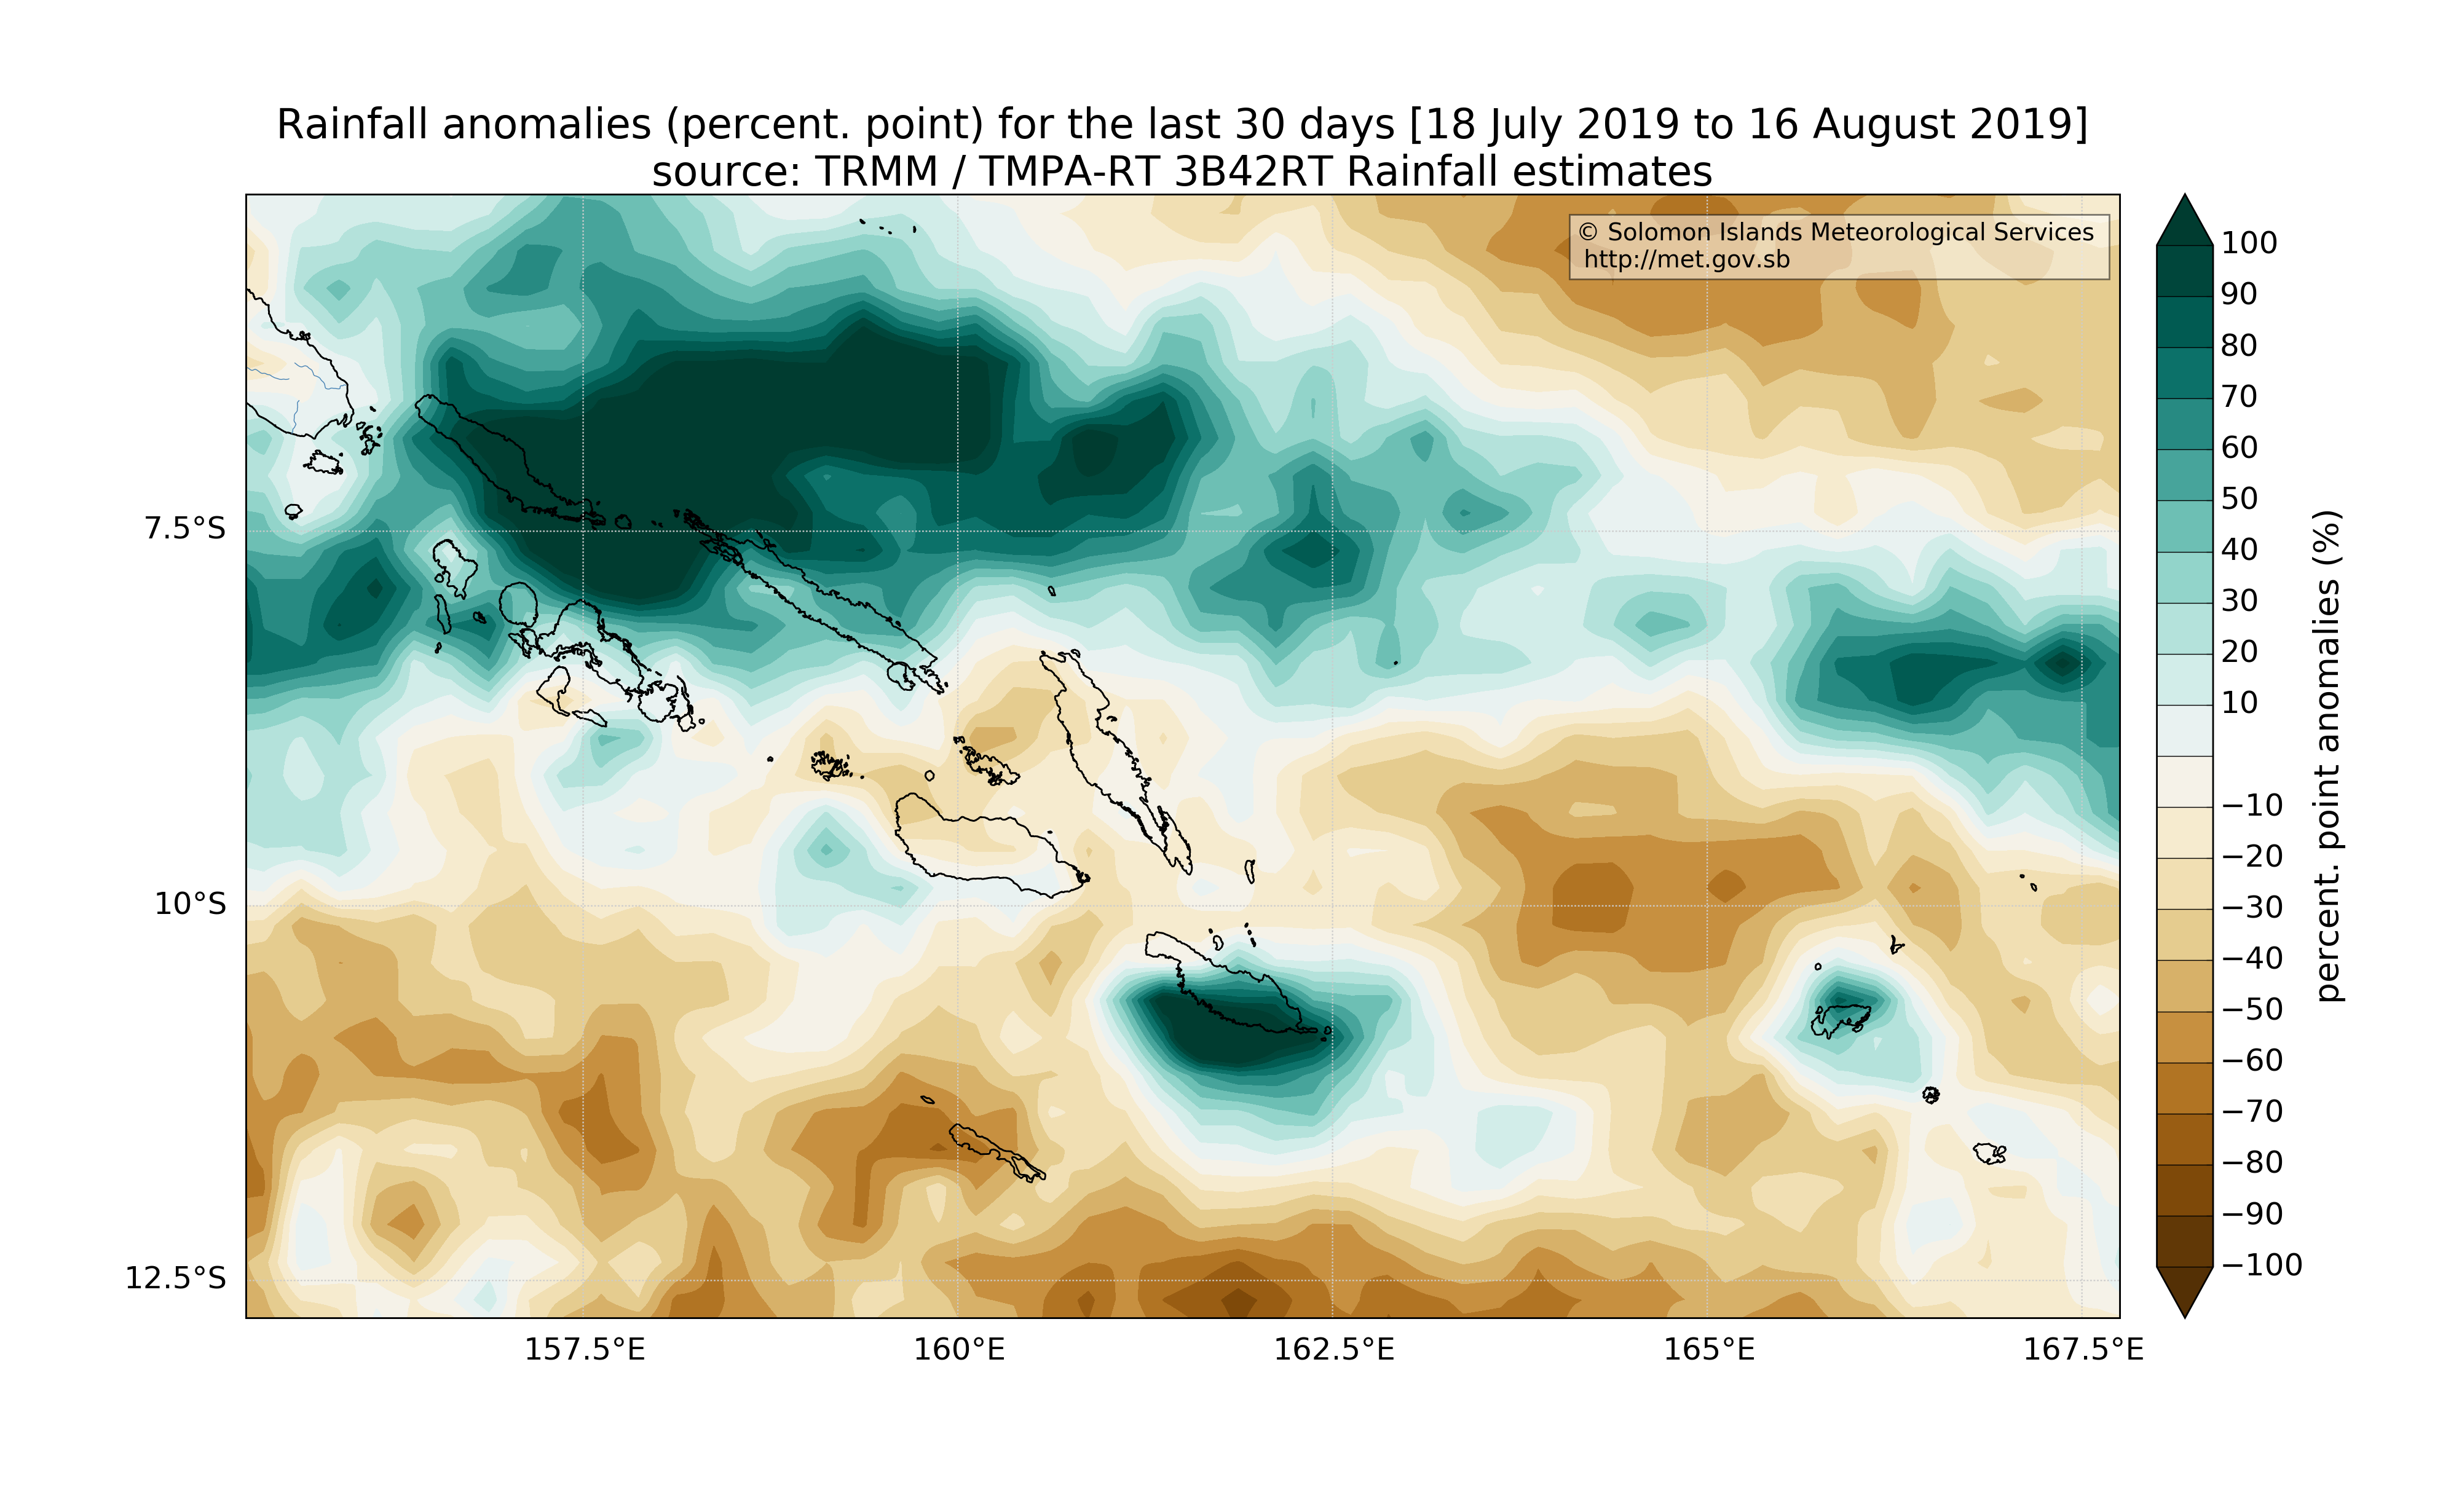 Rainfall anomalies (percent. point) for the last 30 days [18 July 2019 to 16 August 2019]
source: TRMM / TMPA-RT 3B42RT Rainfall estimates
© Solomon Islands Meteorological Services
http://met.gov.sb
7.5°S
10°S
12.5°S
157.5°E
160°E
162.5°E
165°E
167.5°E
100
90
80
70
60
50
40
30
20
10
−10
−20
−30
−40
−50
−60
−70
−80
−90
−100
percent. point anomalies (%)